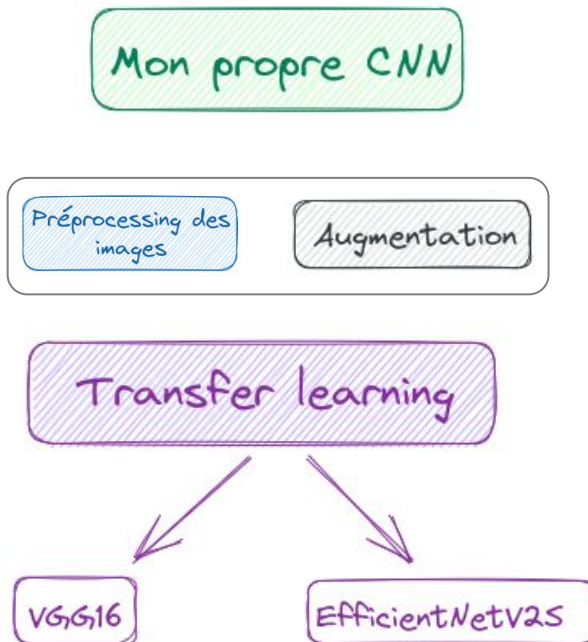 Mon propre CNN
Préprocessing des
images
Augmentation
Transfer learning
VGG16
EfficientNetV2S